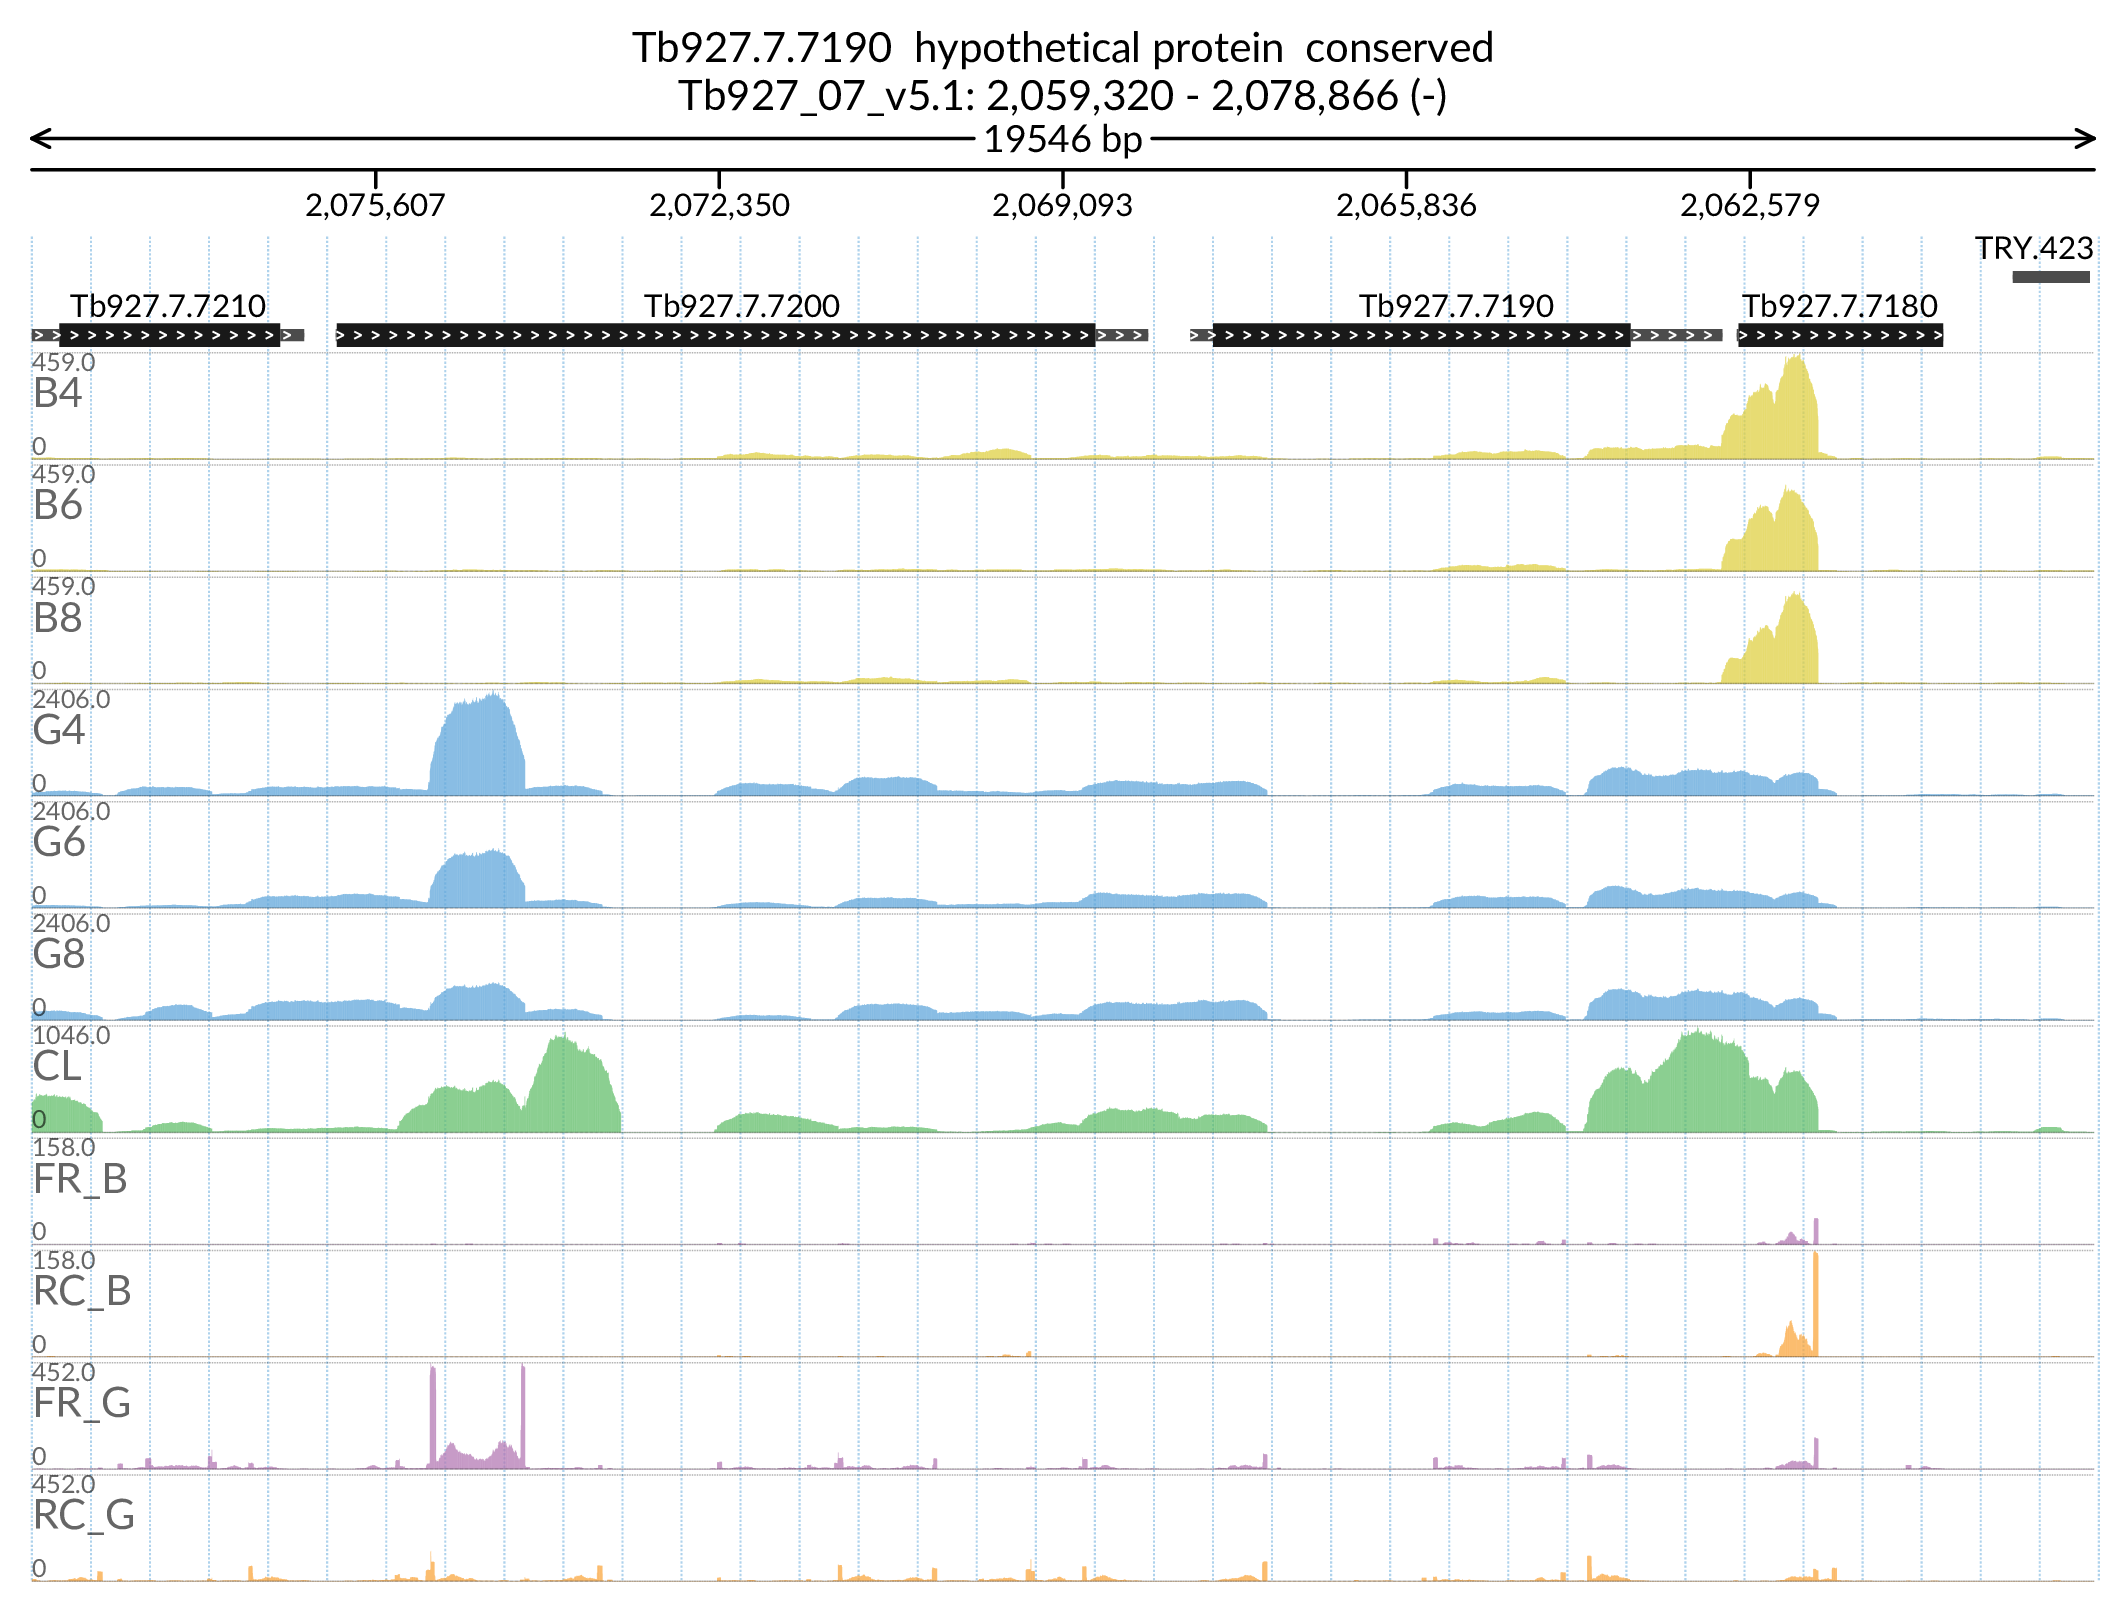 Tb927.7.7190 hypothetical protein conserved
Tb927_07_v5.1: 2,059,320 - 2,078,866 (-)
19546 bp
2,075,607 2,072,350 2,069,093 2,065,836 2,062,579
TRY.423
Tb927.7.7210 Tb927.7.7200 Tb927.7.7190 Tb927.7.7180
459.0
B4
0
459.0
B6
0
459.0
B8
0
2406.0
G4
0
2406.0
G6
0
2406.0
G8
0
1046.0
CL
0
158.0
FR_B
0
158.0
RC_B
0
452.0
FR_G
0
452.0
RC_G
0